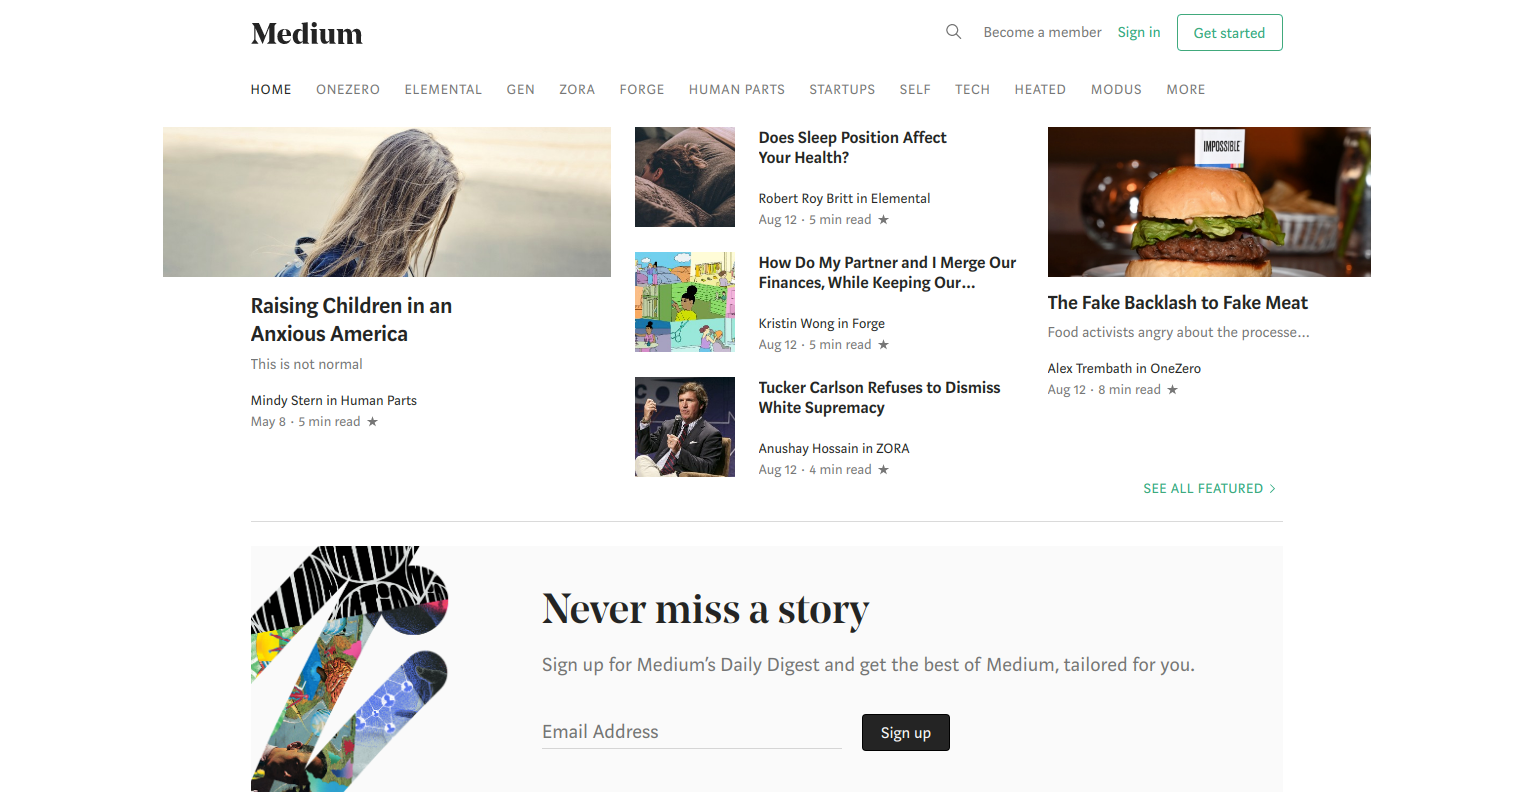 Medium
Become a member Sign in Get started
HOME ONEZERO ELEMENTAL GEN ZORA FORGE HUMAN PARTS STARTUPS SELF TECH HEATED MODUS MORE
Raising Children in an
Anxious America
This is not normal
Mindy Stern in Human Parts
May 8 · 5 min read ★
Does Sleep Position Affect
Your Health?
Robert Roy Britt in Elemental
Aug 12 · 5 min read ★
How Do My Partner and I Merge Our
Finances, While Keeping Our…
Kristin Wong in Forge
Aug 12 · 5 min read ★
Tucker Carlson Refuses to Dismiss
White Supremacy
Anushay Hossain in ZORA
Aug 12 · 4 min read ★
IMPOSSIBLE
The Fake Backlash to Fake Meat
Food activists angry about the processe…
Alex Trembath in OneZero
Aug 12 · 8 min read ★
SEE ALL FEATURED
Never miss a story
Sign up for Medium’s Daily Digest and get the best of Medium, tailored for you.
Email Address
Sign up